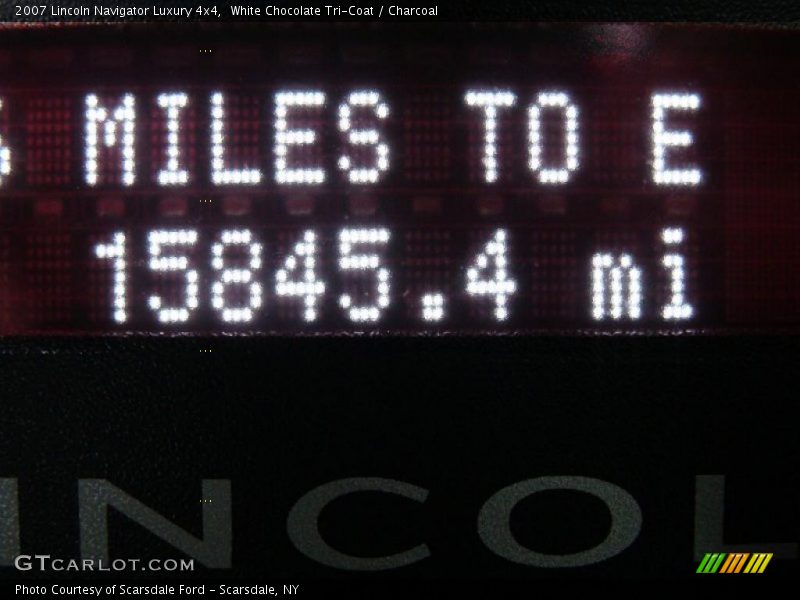 2007 Lincoln Navigator Luxury 4x4, White Chocolate Tri-Coat / Charcoal
MILES TO E
15845.4 mi
INCOL
GTCARLOT.COM
Photo Courtesy of Scarsdale Ford - Scarsdale, NY